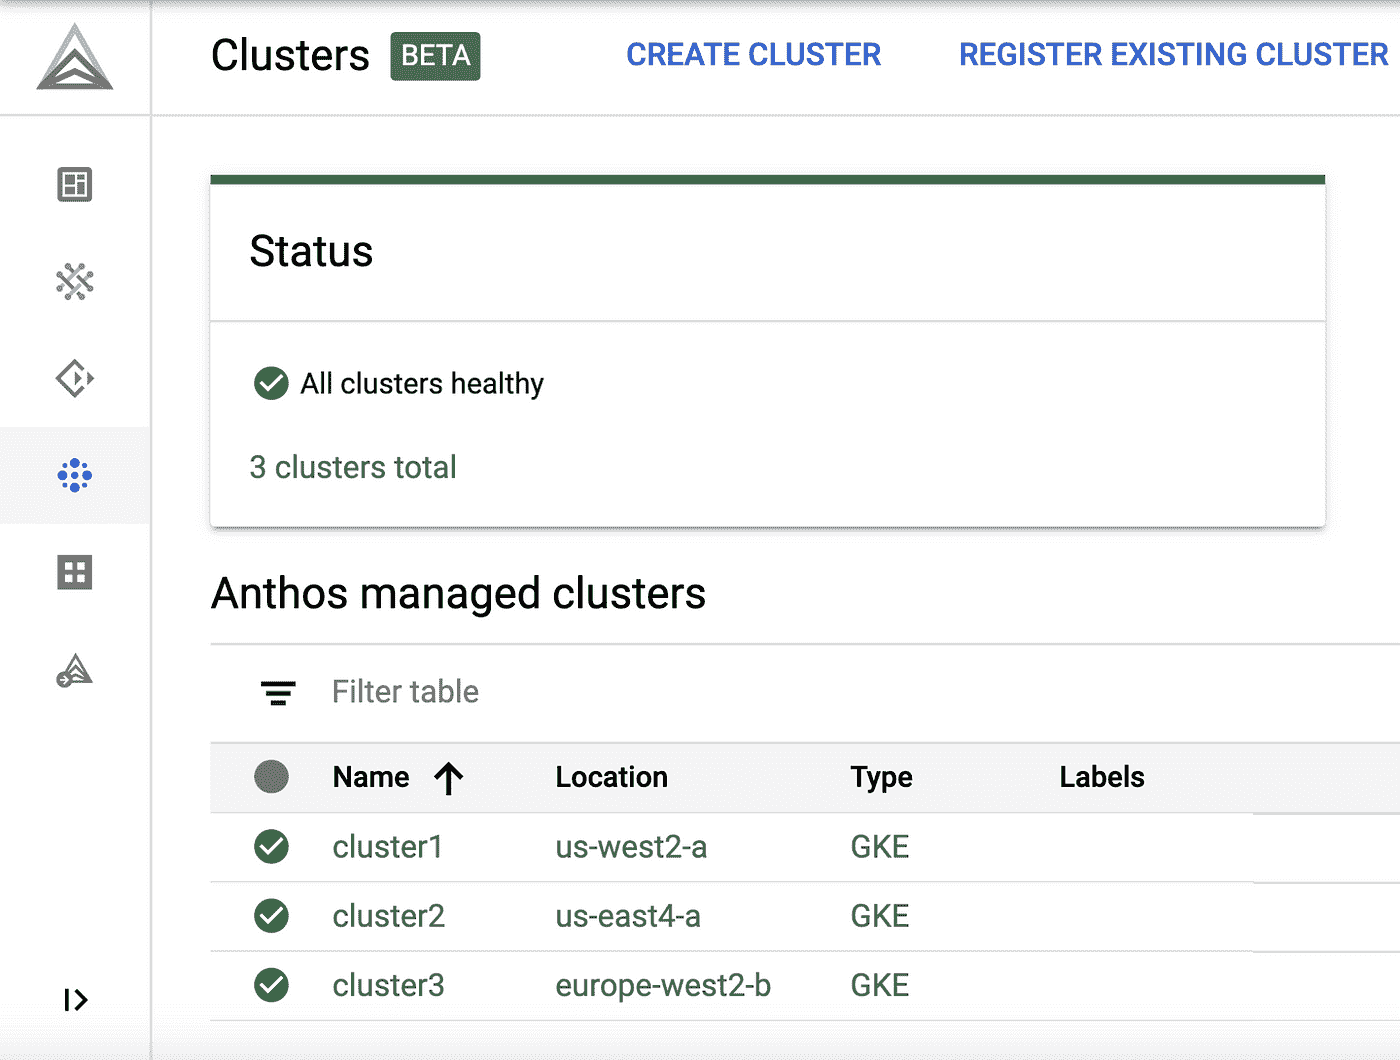 Clusters BETA CREATE CLUSTER REGISTER EXISTING CLUSTER
Status
All clusters healthy
3 clusters total
Anthos managed clusters
Filter table
Name Location Type Labels
cluster1 us-west2-a GKE
cluster2 us-east4-a GKE
cluster3 europe-west2-b GKE